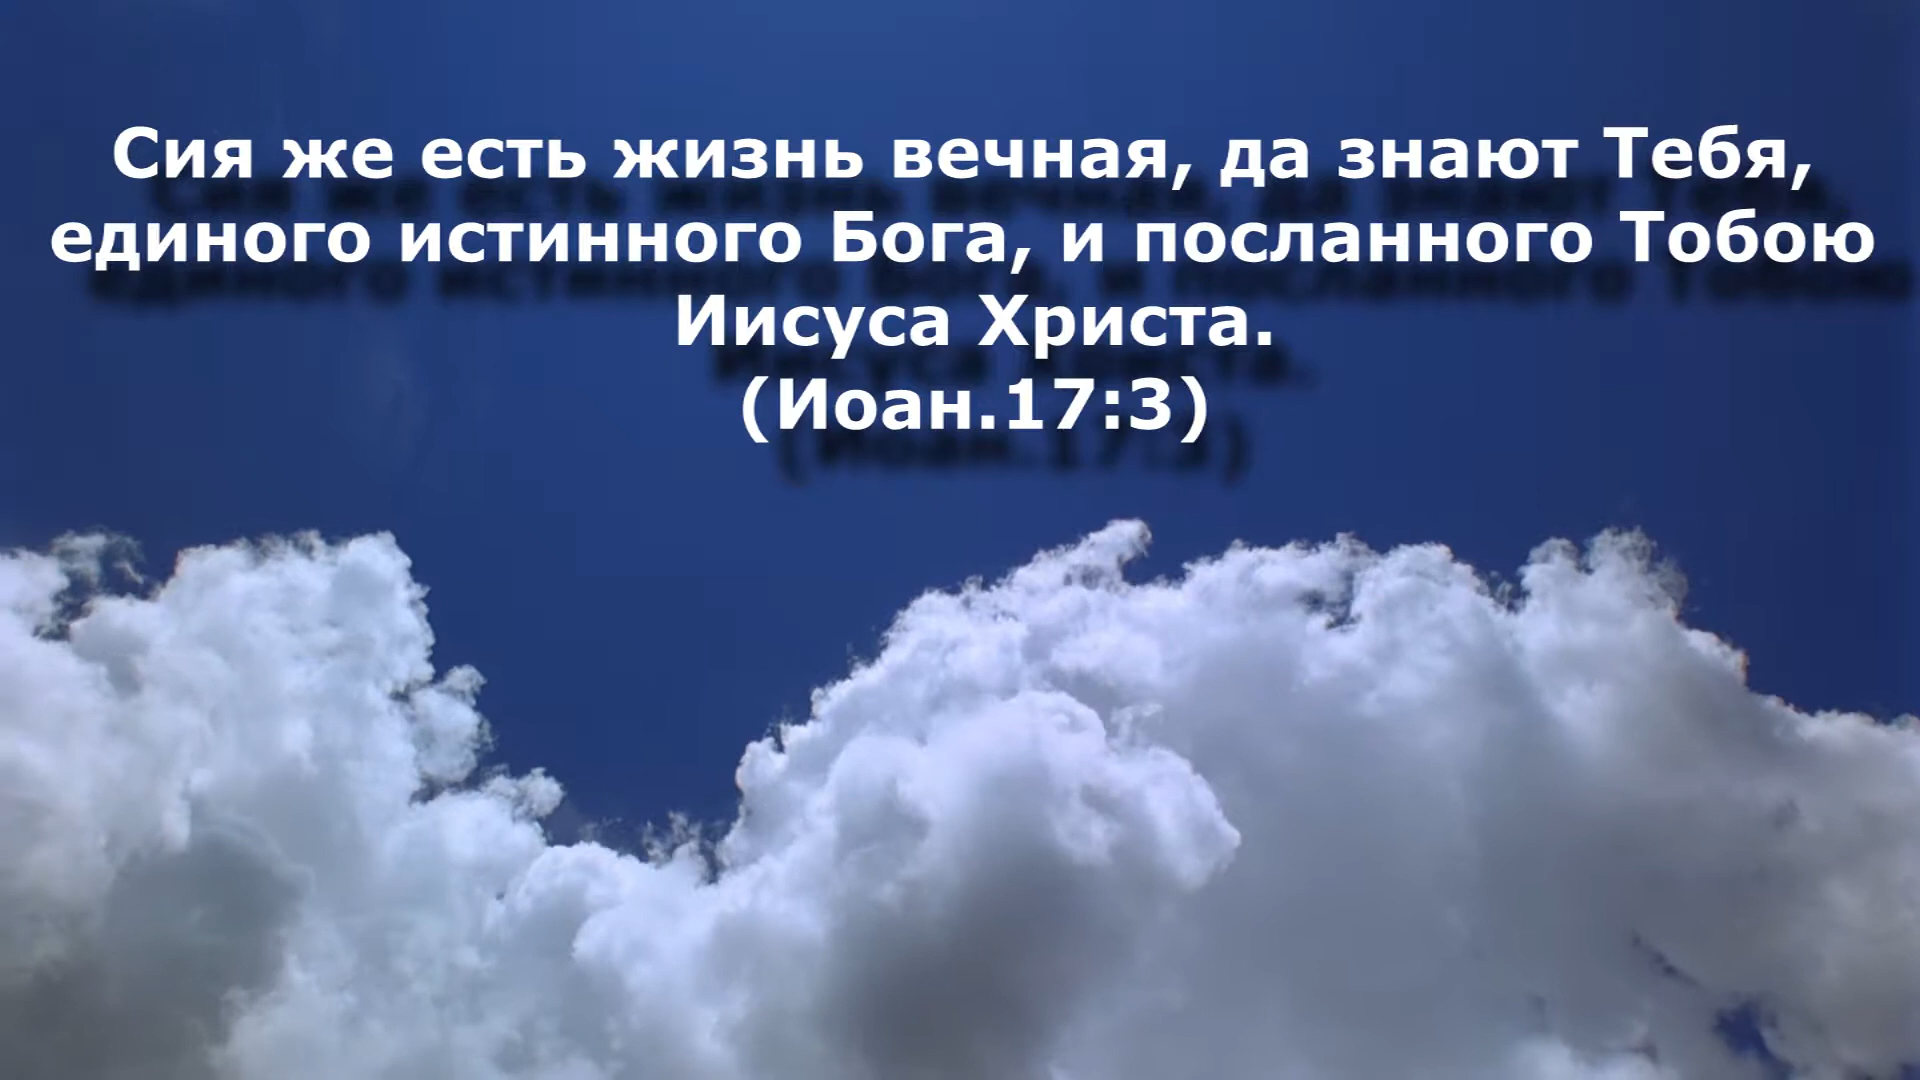 Сия же есть жизнь вечная, да знают Тебя,
единого истинного Бога, и посланного Тобою
Иисуса Христа.
(Иоан.17:3)